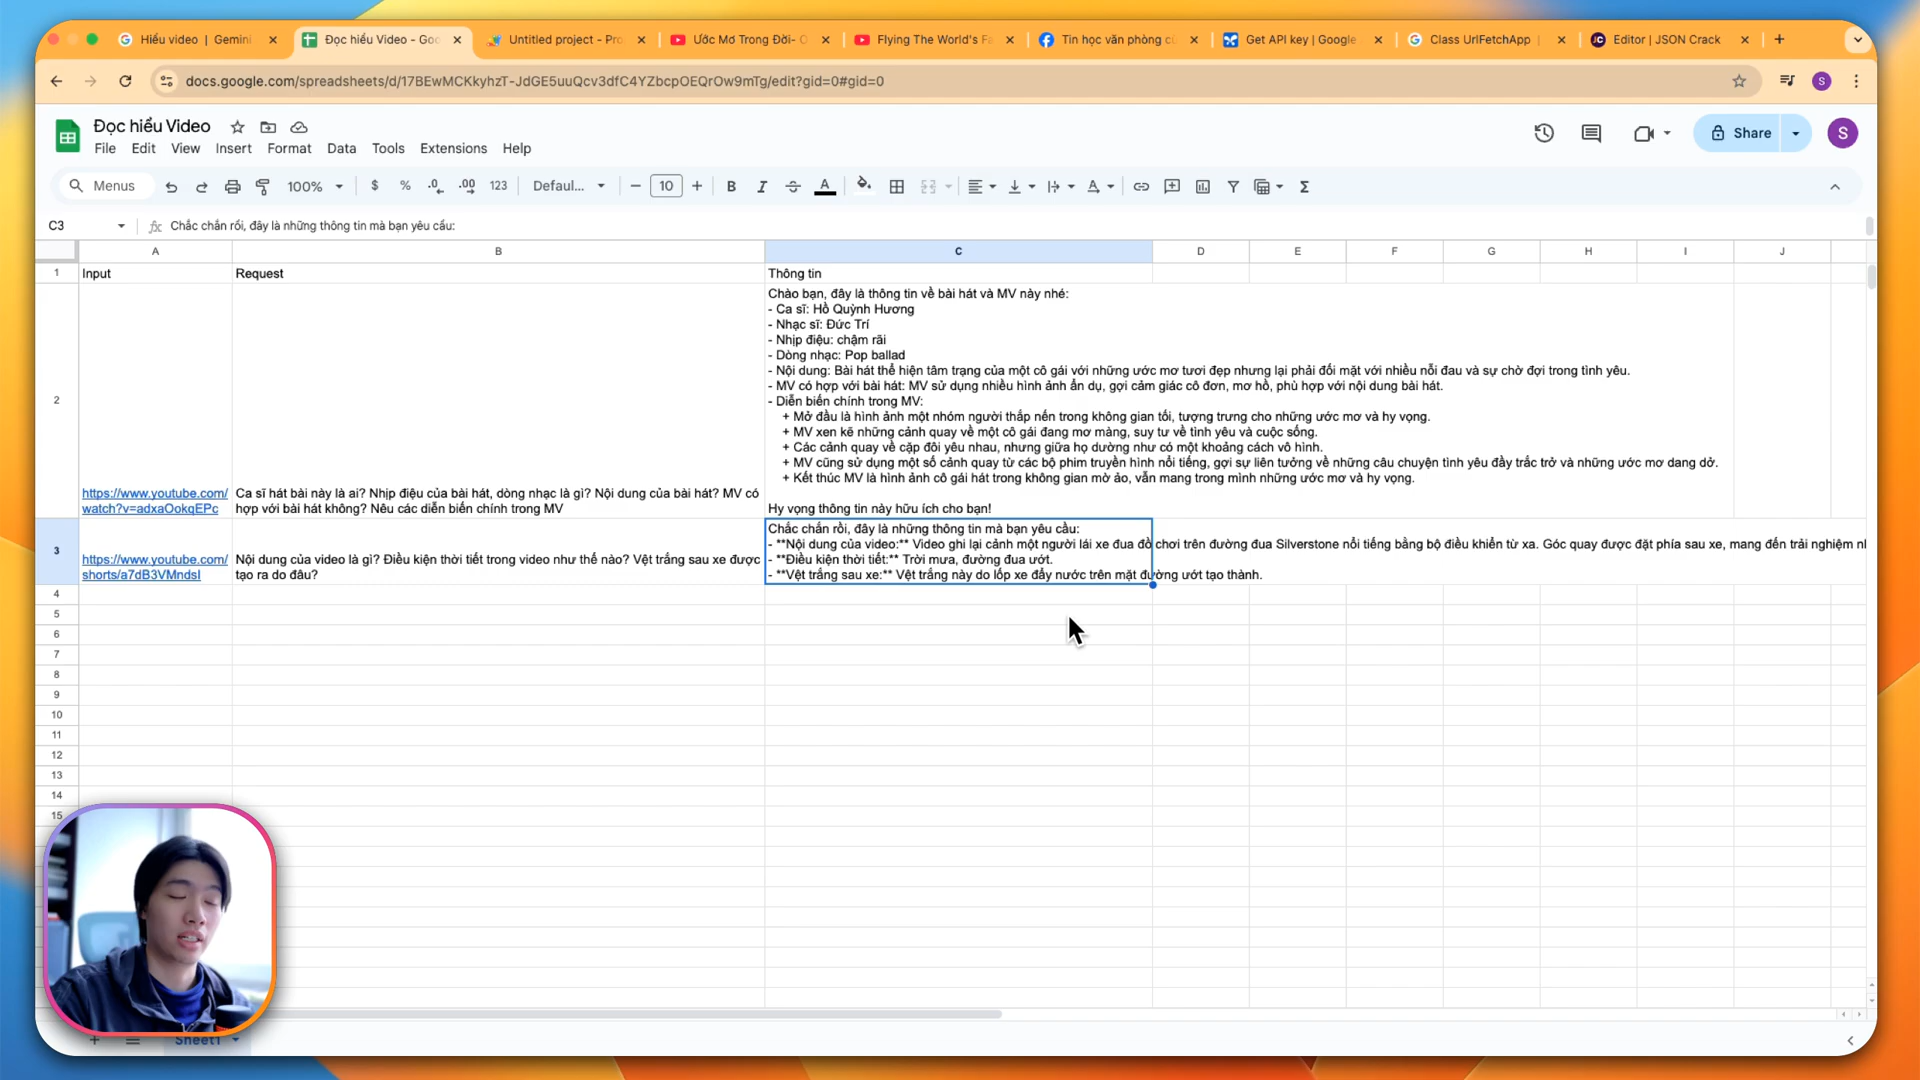 Hiểu video | Gemini
Đọc hiểu Video - Goo
Untitled project - Pro
Ước Mơ Trong Đời- C
Flying The World's Fa
Tin học văn phòng cù
Get API key | Google
Class UrlFetchApp
Editor | JSON Crack
docs.google.com/spreadsheets/d/17BEwMCKkyhzT-JdGE5uuQcv3dfC4YZbcpOEQrOw9mTg/edit?gid=0#gid=0
S
Đọc hiểu Video
File Edit View Insert Format Data Tools Extensions Help
Share
S
Menus
100%
$ % .0 .00 123
Defaul...
10
C3
fx Chắc chắn rồi, đây là những thông tin mà bạn yêu cầu:
A B C D E F G H I J
1 Input Request Thông tin
Chào bạn, đây là thông tin về bài hát và MV này nhé:
- Ca sĩ: Hồ Quỳnh Hương
- Nhạc sĩ: Đức Trí
- Nhịp điệu: chậm rãi
- Dòng nhạc: Pop ballad
- Nội dung: Bài hát thể hiện tâm trạng của một cô gái với những ước mơ tươi đẹp nhưng lại phải đối mặt với nhiều nỗi đau và sự chờ đợi trong tình yêu.
- MV có hợp với bài hát: MV sử dụng nhiều hình ảnh ẩn dụ, gợi cảm giác cô đơn, mơ hồ, phù hợp với nội dung bài hát.
- Diễn biến chính trong MV:
+ Mở đầu là hình ảnh một nhóm người thắp nến trong không gian tối, tượng trưng cho những ước mơ và hy vọng.
+ MV xen kẽ những cảnh quay về một cô gái đang mơ màng, suy tư về tình yêu và cuộc sống.
+ Các cảnh quay về cặp đôi yêu nhau, nhưng giữa họ dường như có một khoảng cách vô hình.
+ MV cũng sử dụng một số cảnh quay từ các bộ phim truyền hình nổi tiếng, gợi sự liên tưởng về những câu chuyện tình yêu đầy trắc trở và những ước mơ dang dở.
+ Kết thúc MV là hình ảnh cô gái hát trong không gian mờ ảo, vẫn mang trong mình những ước mơ và hy vọng.
Hy vọng thông tin này hữu ích cho bạn!
2
https://www.youtube.com/
watch?v=adxaOokqEPc
Ca sĩ hát bài này là ai? Nhịp điệu của bài hát, dòng nhạc là gì? Nội dung của bài hát? MV có
hợp với bài hát không? Nêu các diễn biến chính trong MV
3
https://www.youtube.com/
shorts/a7dB3VMndsI
Nội dung của video là gì? Điều kiện thời tiết trong video như thế nào? Vệt trắng sau xe được
tạo ra do đâu?
Chắc chắn rồi, đây là những thông tin mà bạn yêu cầu:
- **Nội dung của video:** Video ghi lại cảnh một người lái xe đua đồ chơi trên đường đua Silverstone nổi tiếng bằng bộ điều khiển từ xa. Góc quay được đặt phía sau xe, mang đến trải nghiệm nh
- **Điều kiện thời tiết:** Trời mưa, đường đua ướt.
- **Vệt trắng sau xe:** Vệt trắng này do lốp xe đẩy nước trên mặt đường ướt tạo thành.
4
5
6
7
8
9
10
11
12
13
14
15
Sheet1